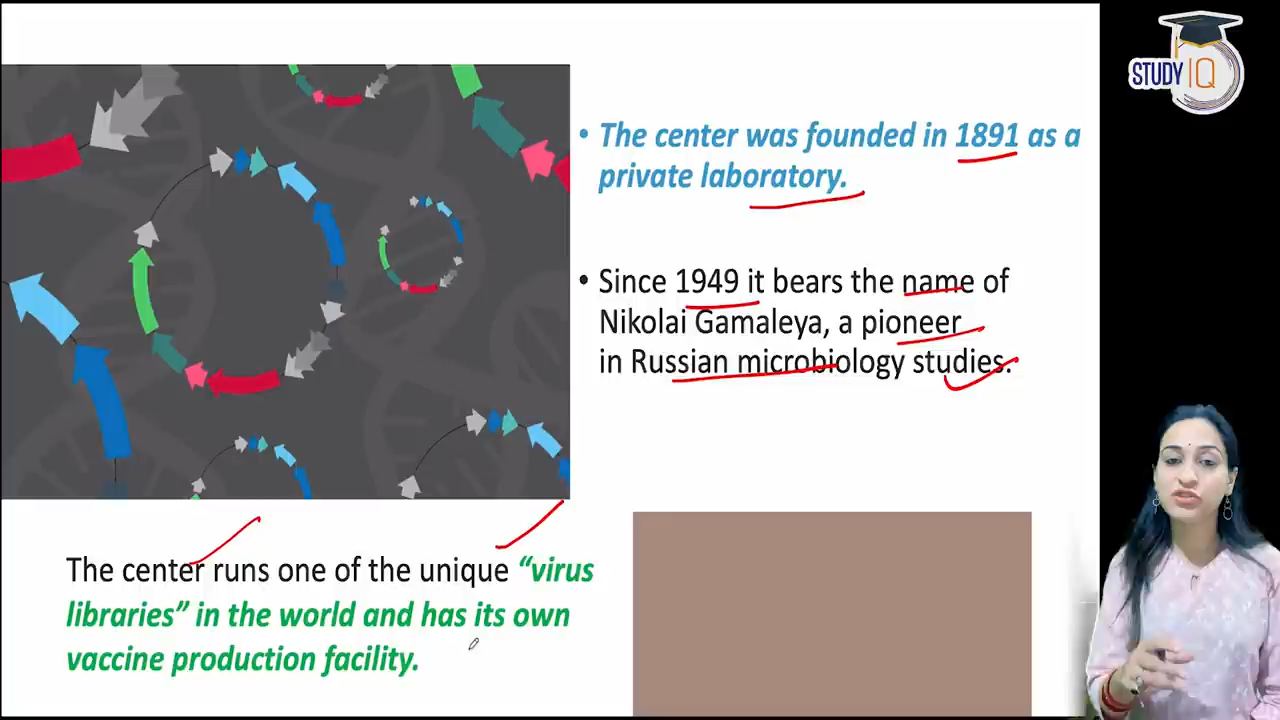 STUDY IQ
• The center was founded in 1891 as a
private laboratory.
• Since 1949 it bears the name of
Nikolai Gamaleya, a pioneer
in Russian microbiology studies.
The center runs one of the unique “virus
libraries” in the world and has its own
vaccine production facility.